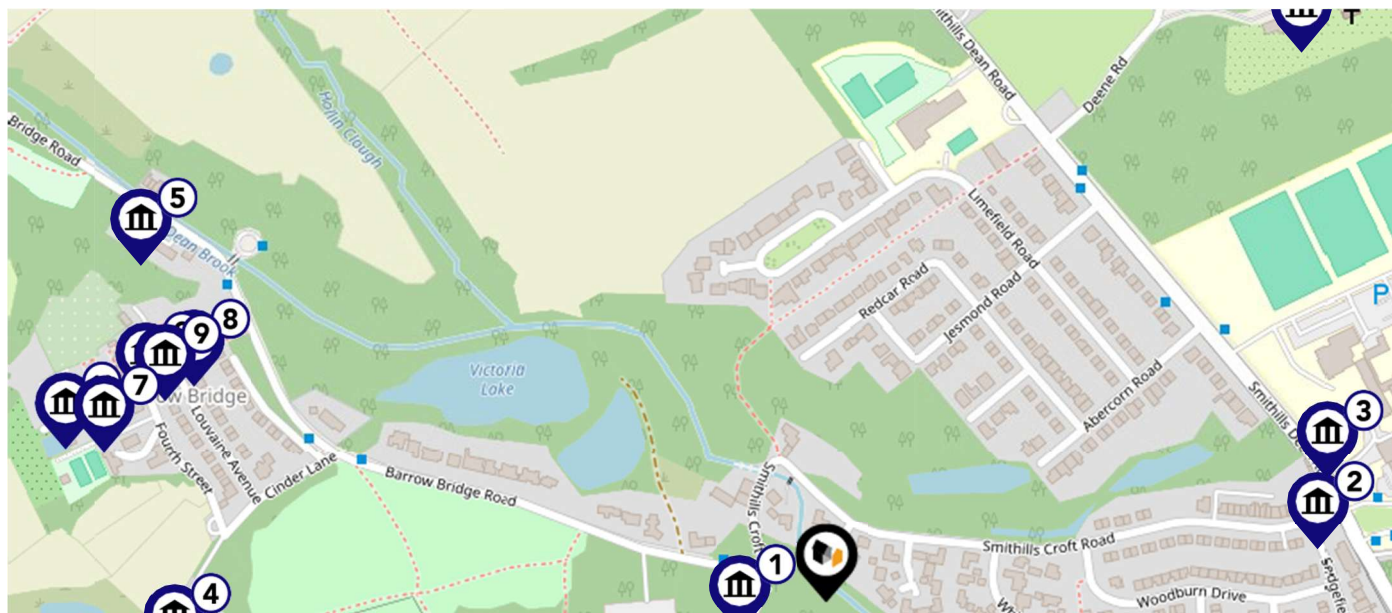 Smithills Dean Road
Deene Rd
Bridge Road
Hollin Clough
5
Dean Brook
Limefield Road
Redcar Road
Jesmond Road
P
8
9
7
Victoria
Lake
Louvaine Avenue
Fourth Street
Cinder Lane
Barrow Bridge Road
Abercorn Road
3
2
Smithills Croft
Smithills Croft Road
1
4
Woodburn Drive